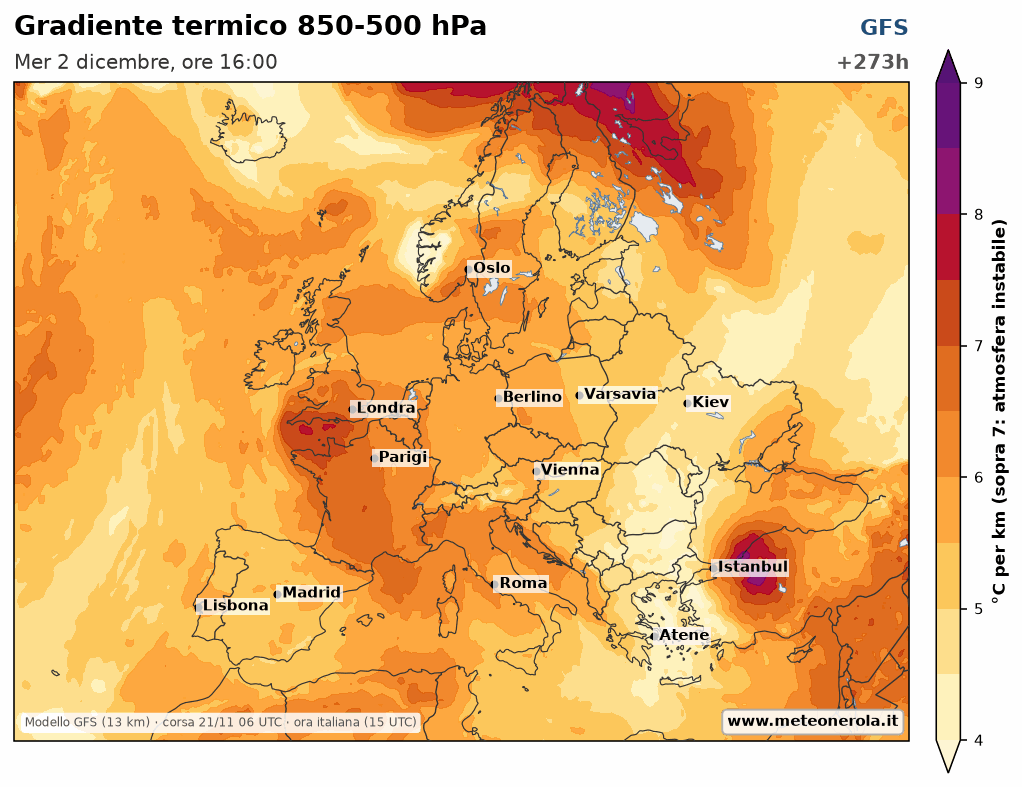 Gradiente termico 850-500 hPa
GFS
Mer 2 dicembre, ore 16:00
+273h
Oslo
Londra
Berlino
Varsavia
Kiev
Parigi
Vienna
Istanbul
Roma
Madrid
Lisbona
Atene
Modello GFS (13 km) · corsa 21/11 06 UTC · ora italiana (15 UTC)
www.meteonerola.it
9
8
7
6
5
4
°C per km (sopra 7: atmosfera instabile)